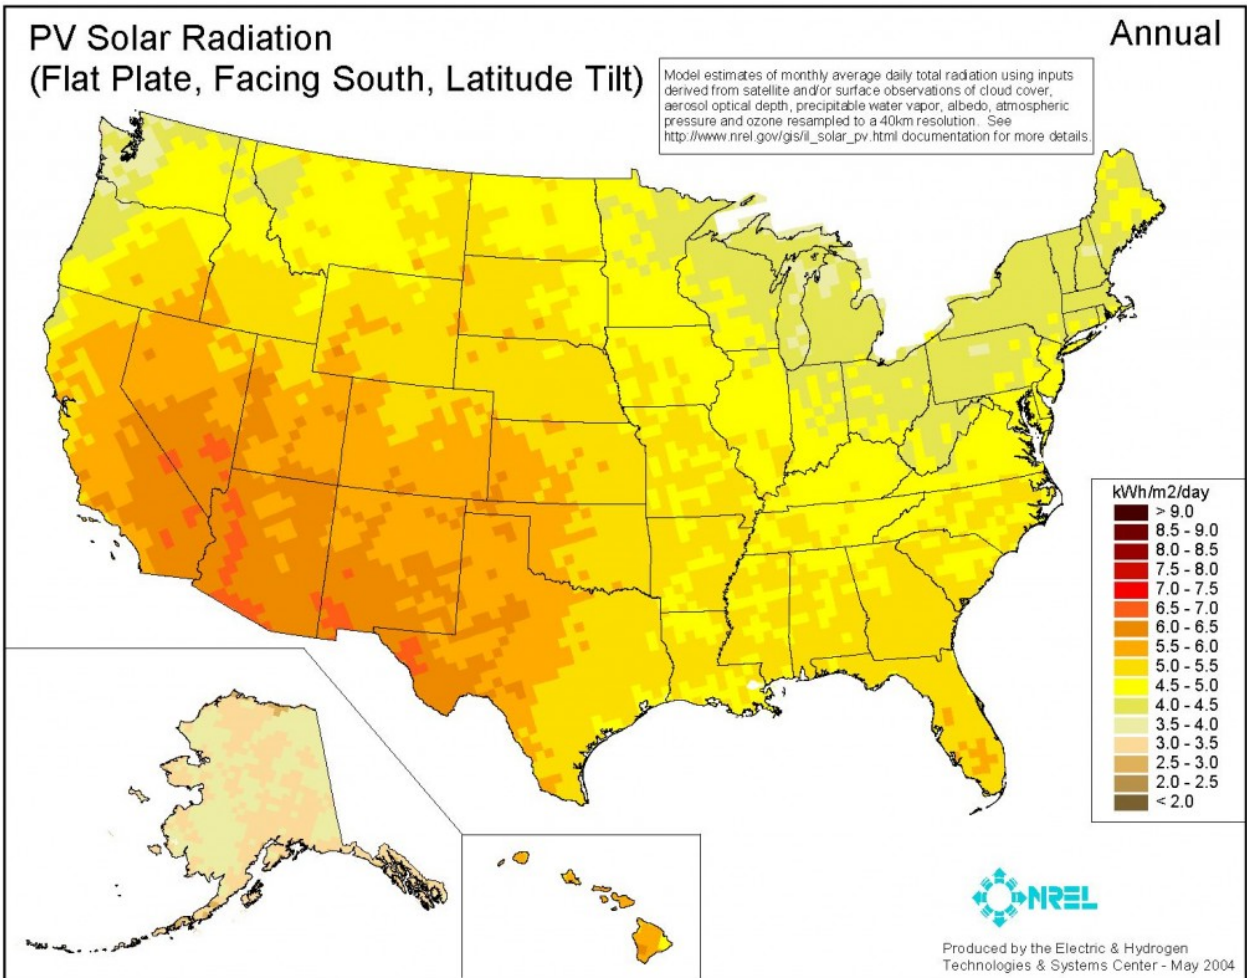 PV Solar Radiation
(Flat Plate, Facing South, Latitude Tilt)
Annual
Model estimates of monthly average daily total radiation using inputs
derived from satellite and/or surface observations of cloud cover,
aerosol optical depth, precipitable water vapor, albedo, atmospheric
pressure and ozone resampled to a 40km resolution. See
http://www.nrel.gov/gis/il_solar_pv.html documentation for more details.
kWh/m2/day
> 9.0
8.5 - 9.0
8.0 - 8.5
7.5 - 8.0
7.0 - 7.5
6.5 - 7.0
6.0 - 6.5
5.5 - 6.0
5.0 - 5.5
4.5 - 5.0
4.0 - 4.5
3.5 - 4.0
3.0 - 3.5
2.5 - 3.0
2.0 - 2.5
< 2.0
NREL
Produced by the Electric & Hydrogen
Technologies & Systems Center - May 2004